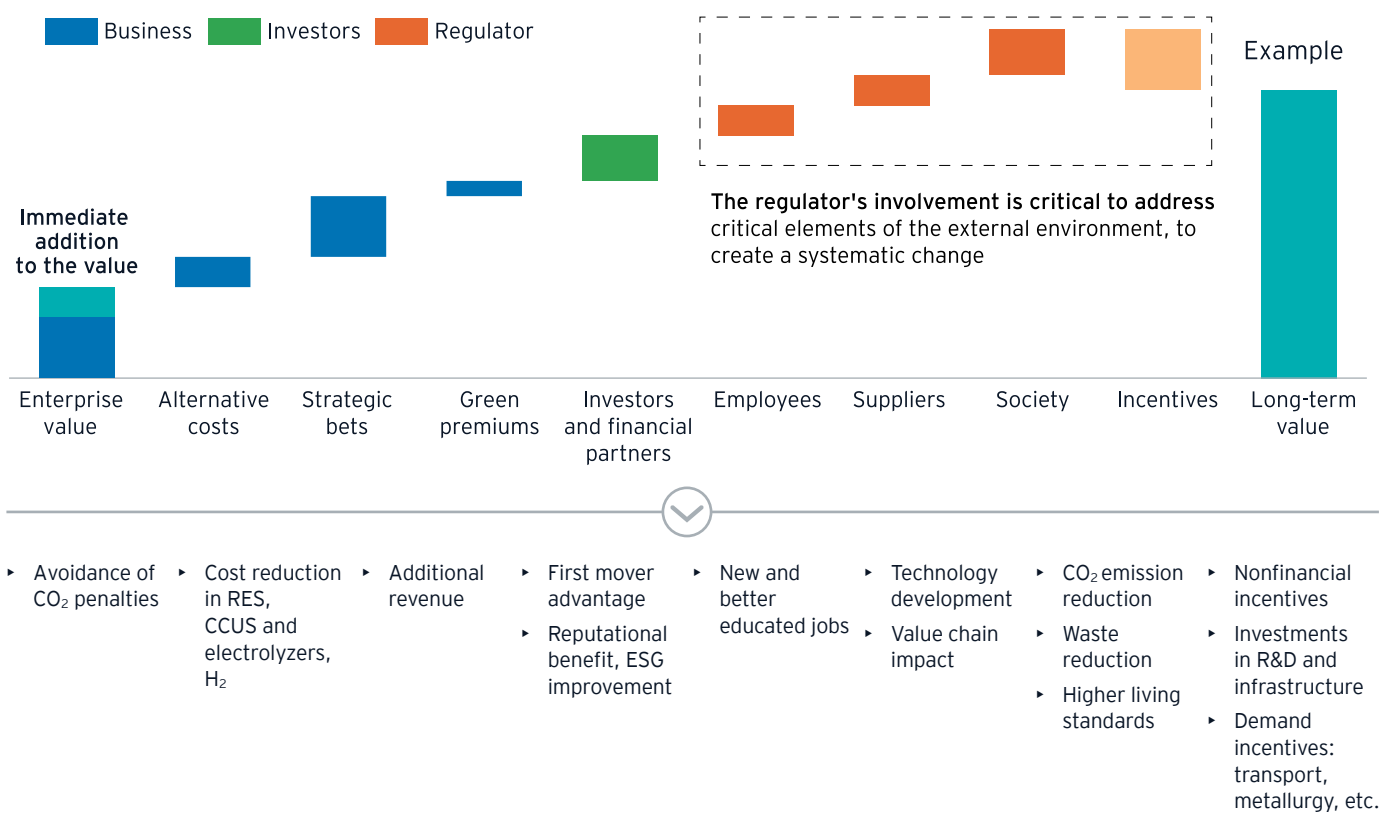 Business
Investors
Regulator
Example
Immediate
addition
to the value
The regulator's involvement is critical to address
critical elements of the external environment, to
create a systematic change
Enterprise
value
Alternative
costs
Strategic
bets
Green
premiums
Investors
and financial
partners
Employees
Suppliers
Society
Incentives
Long-term
value
‣ Avoidance of
CO₂ penalties
‣ Cost reduction
in RES,
CCUS and
electrolyzers,
H₂
‣ Additional
revenue
‣ First mover
advantage
‣ Reputational
benefit, ESG
improvement
‣ New and
better
educated jobs
‣ Technology
development
‣ Value chain
impact
‣ CO₂ emission
reduction
‣ Waste
reduction
‣ Higher living
standards
‣ Nonfinancial
incentives
‣ Investments
in R&D and
infrastructure
‣ Demand
incentives:
transport,
metallurgy, etc.